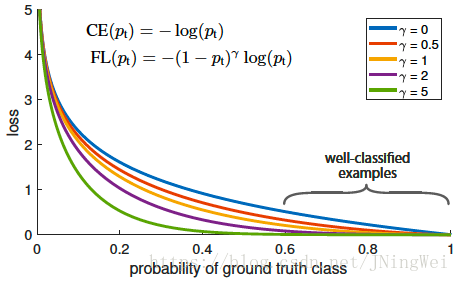 CE(pt) = − log(pt)
FL(pt) = −(1 − pt)γ log(pt)
γ = 0
γ = 0.5
γ = 1
γ = 2
γ = 5
well-classified
examples
5
4
3
2
1
0
loss
0 0.2 0.4 0.6 0.8 1
probability of ground truth class
https://blog.csdn.net/JNingWei